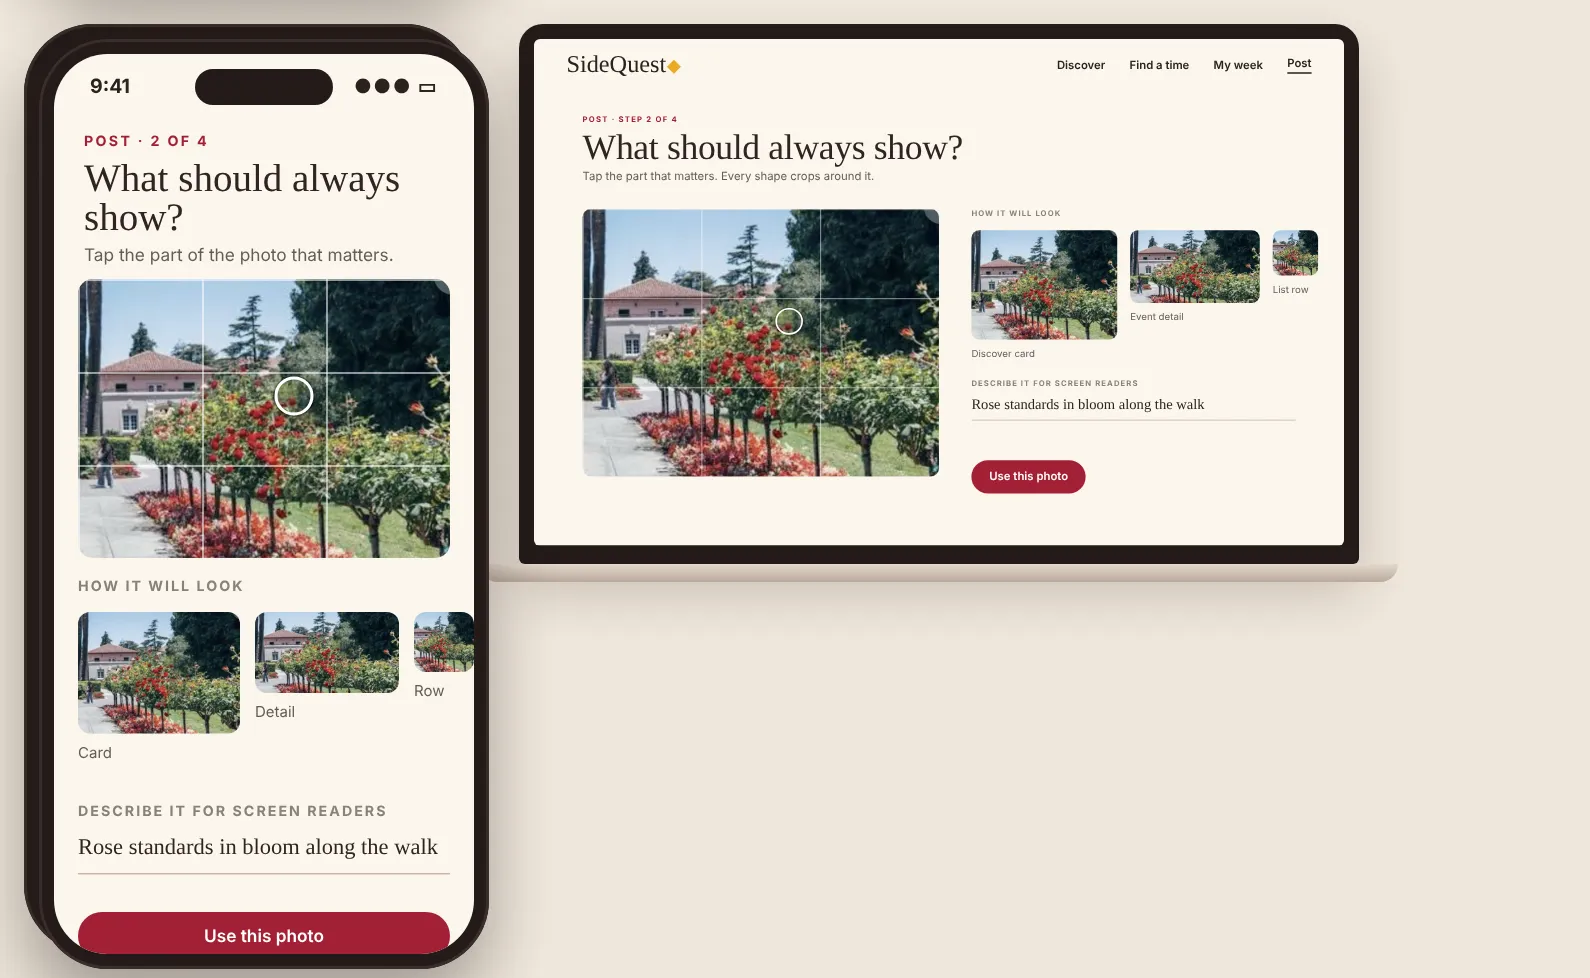 9:41
POST · 2 OF 4
What should always
show?
Tap the part of the photo that matters.
HOW IT WILL LOOK
Card
Detail
Row
DESCRIBE IT FOR SCREEN READERS
Rose standards in bloom along the walk
Use this photo
SideQuest
Discover
Find a time
My week
Post
POST · STEP 2 OF 4
What should always show?
Tap the part that matters. Every shape crops around it.
HOW IT WILL LOOK
Discover card
Event detail
List row
DESCRIBE IT FOR SCREEN READERS
Rose standards in bloom along the walk
Use this photo